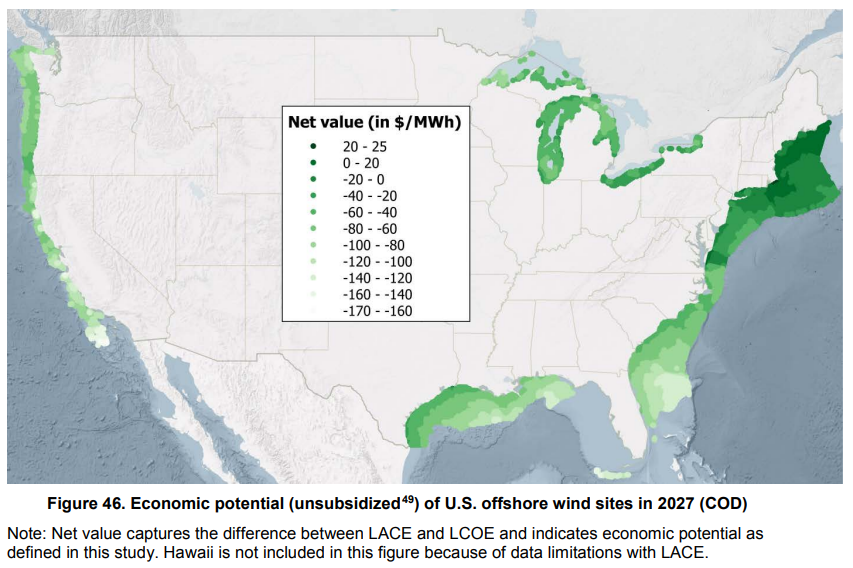 Net value (in $/MWh)
20 - 25
0 - 20
-20 - 0
-40 - -20
-60 - -40
-80 - -60
-100 - -80
-120 - -100
-140 - -120
-160 - -140
-170 - -160
Figure 46. Economic potential (unsubsidized49) of U.S. offshore wind sites in 2027 (COD)
Note: Net value captures the difference between LACE and LCOE and indicates economic potential as
defined in this study. Hawaii is not included in this figure because of data limitations with LACE.